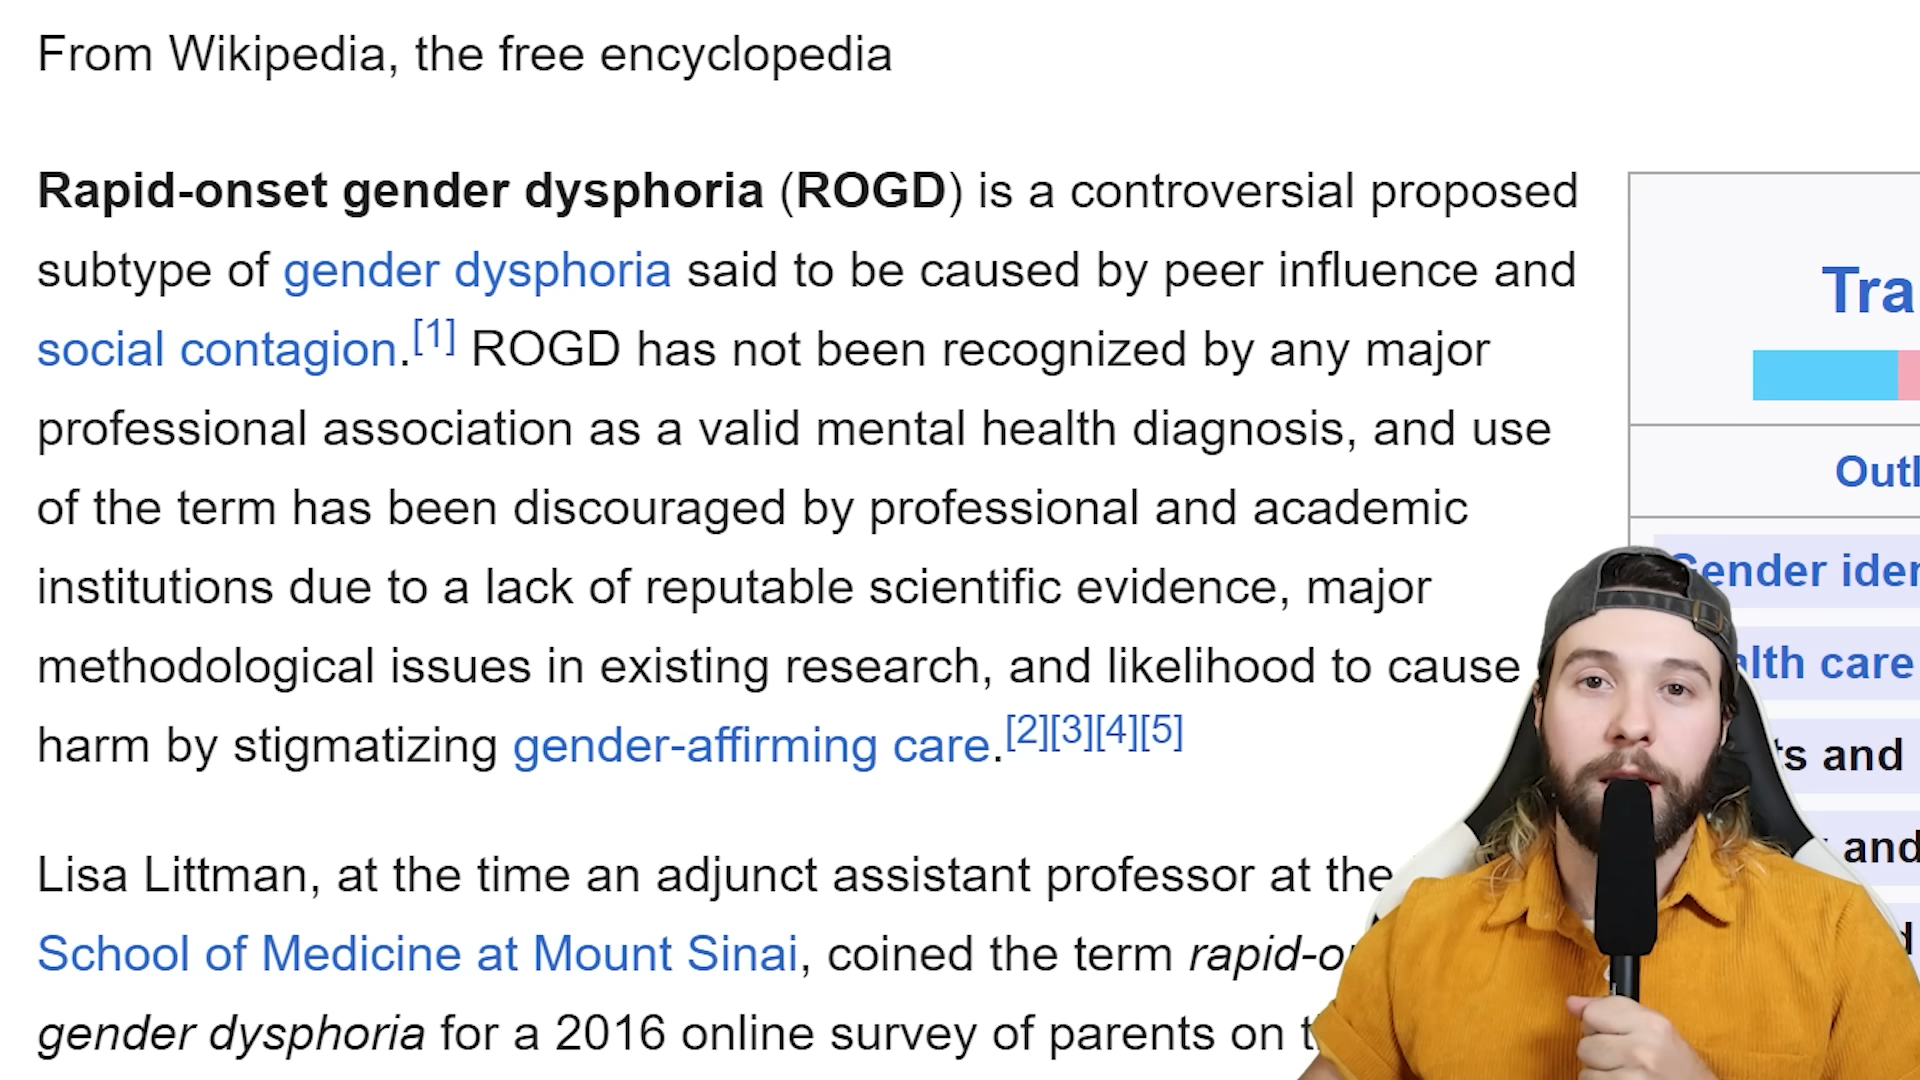 From Wikipedia, the free encyclopedia
Rapid-onset gender dysphoria (ROGD) is a controversial proposed
subtype of gender dysphoria said to be caused by peer influence and
social contagion.[1] ROGD has not been recognized by any major
professional association as a valid mental health diagnosis, and use
of the term has been discouraged by professional and academic
institutions due to a lack of reputable scientific evidence, major
methodological issues in existing research, and likelihood to cause
harm by stigmatizing gender-affirming care.[2][3][4][5]
Lisa Littman, at the time an adjunct assistant professor at the
School of Medicine at Mount Sinai, coined the term rapid-o
gender dysphoria for a 2016 online survey of parents on t
Tra
Outl
Gender iden
alth care
ts and
and